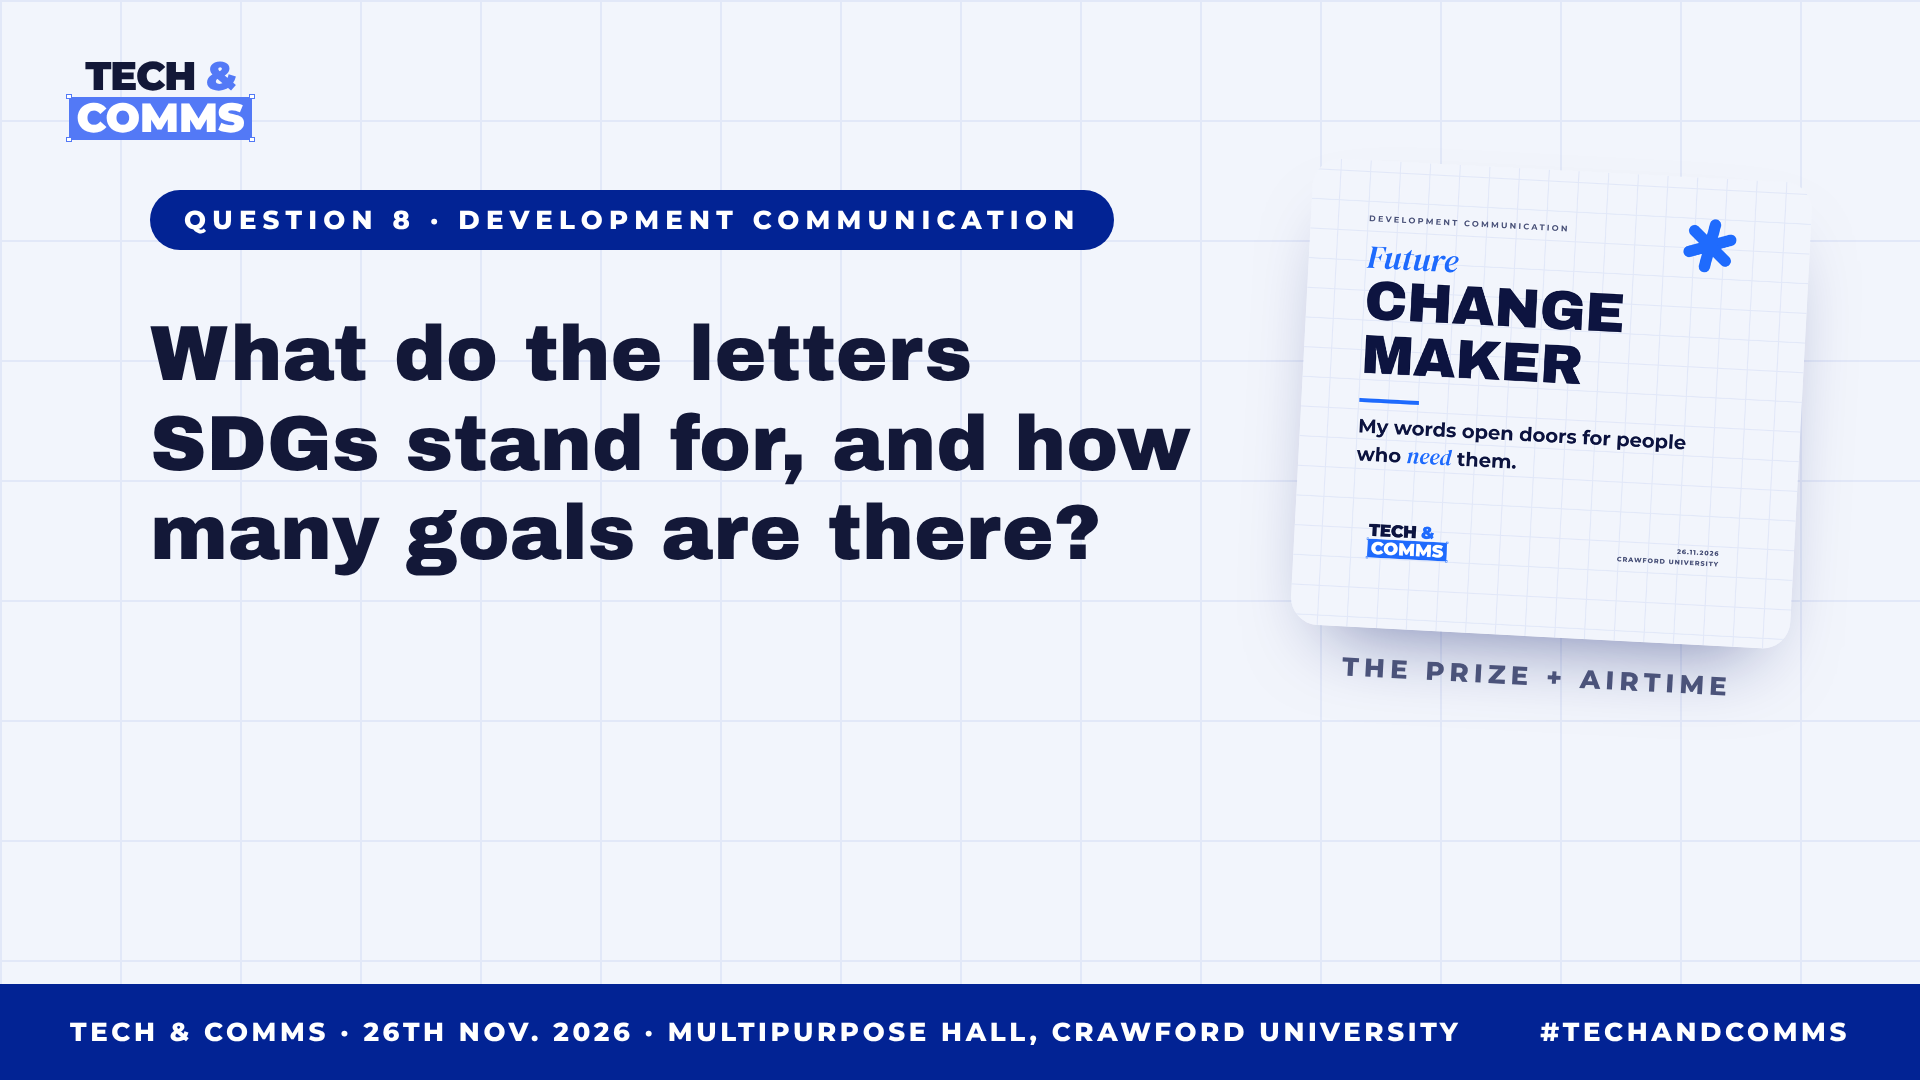 TECH &
COMMS
QUESTION 8 · DEVELOPMENT COMMUNICATION
What do the letters
SDGs stand for, and how
many goals are there?
DEVELOPMENT COMMUNICATION
Future
CHANGE
MAKER
My words open doors for people
who need them.
TECH &
COMMS
26.11.2026
CRAWFORD UNIVERSITY
THE PRIZE + AIRTIME
TECH & COMMS · 26TH NOV. 2026 · MULTIPURPOSE HALL, CRAWFORD UNIVERSITY
#TECHANDCOMMS